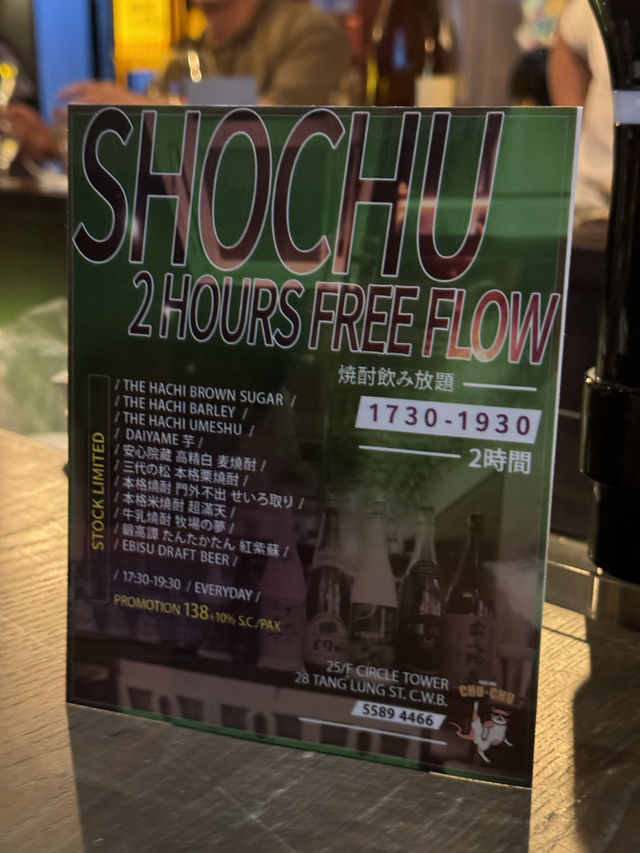 SHOCHU
2 HOURS FREE FLOW
焼酎飲み放題
1730-1930
2時間
STOCK LIMITED
/ THE HACHI BROWN SUGAR /
/ THE HACHI BARLEY /
/ THE HACHI UMESHU /
/ DAIYAME 芋 /
/ 安心院蔵 高精白 麦焼酎 /
/ 三代の松 本格栗焼酎 /
/ 本格焼酎 門外不出 せいろ取り /
/ 本格米焼酎 超滿天 /
/ 牛乳焼酎 牧場の夢 /
/ 最高譚 たんたかたん 紅紫蘇 /
/ EBISU DRAFT BEER /
/ 17:30-19:30 / EVERYDAY /
PROMOTION 138+10% S.C./PAX
25/F CIRCLE TOWER
28 TANG LUNG ST. C.W.B.
5589 4466
CHU-CHU